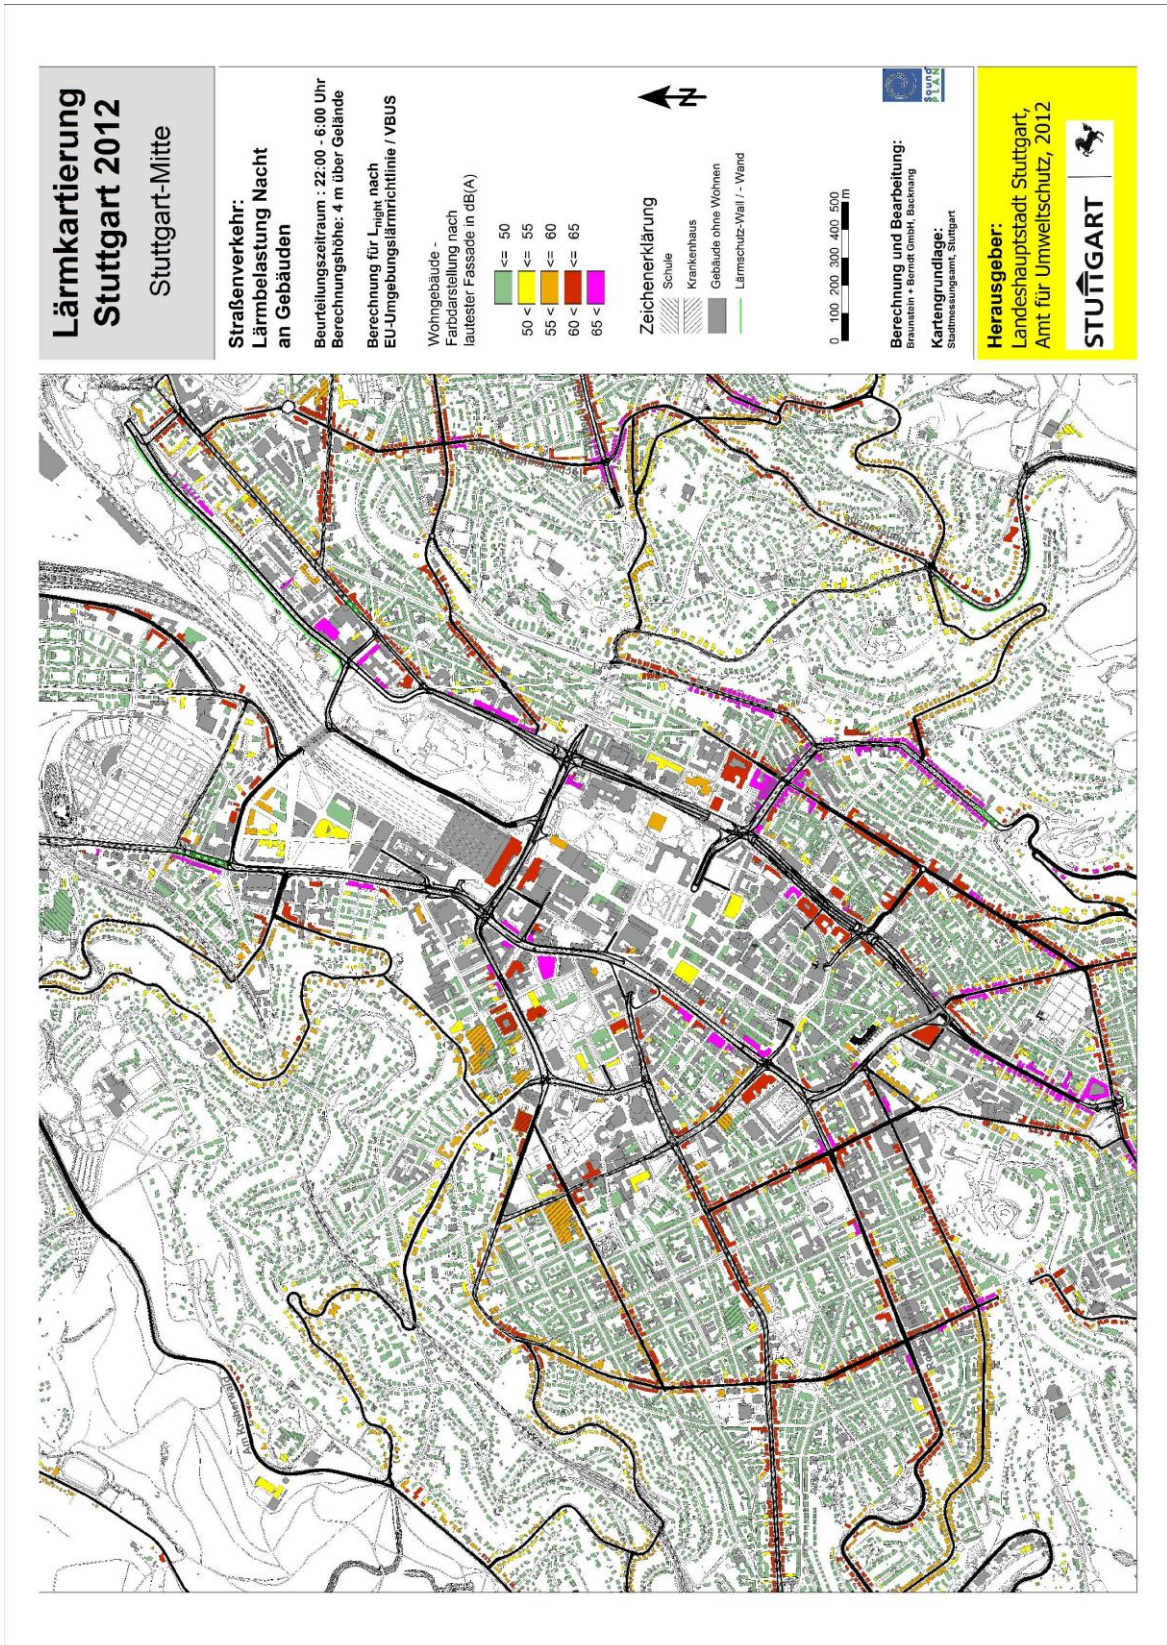 Lärmkartierung
Stuttgart 2012
Stuttgart-Mitte
Straßenverkehr:
Lärmbelastung Nacht
an Gebäuden
Beurteilungszeitraum : 22:00 - 6:00 Uhr
Berechnungshöhe: 4 m über Gelände
Berechnung für Lnight nach
EU-Umgebungslärmrichtlinie / VBUS
Wohngebäude -
Farbdarstellung nach
lautester Fassade in dB(A)
<= 50
50 < <= 55
55 < <= 60
60 < <= 65
65 <
Zeichenerklärung
Schule
Krankenhaus
Gebäude ohne Wohnen
Lärmschutz-Wall / - Wand
N
0 100 200 300 400 500
m
Berechnung und Bearbeitung:
Braunstein + Berndt GmbH, Backnang
Kartengrundlage:
Stadtmessungsamt, Stuttgart
Sound
PLAN
Herausgeber:
Landeshauptstadt Stuttgart,
Amt für Umweltschutz, 2012
STUTTGART